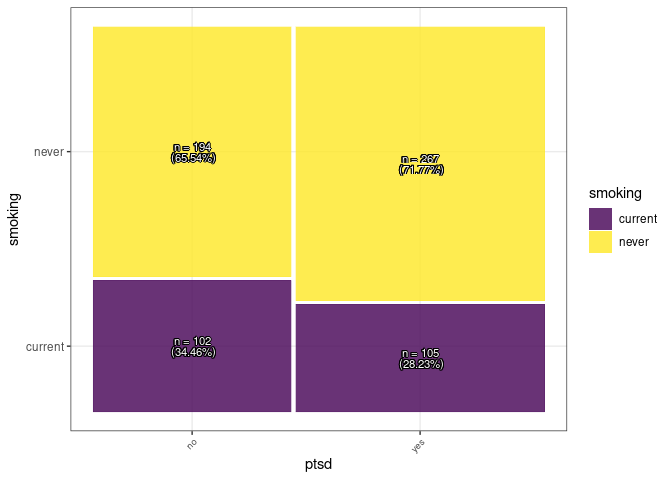 smoking
never
current
n = 194
(65.54%)
n = 267
(71.77%)
n = 102
(34.46%)
n = 105
(28.23%)
no
yes
ptsd
smoking
current
never